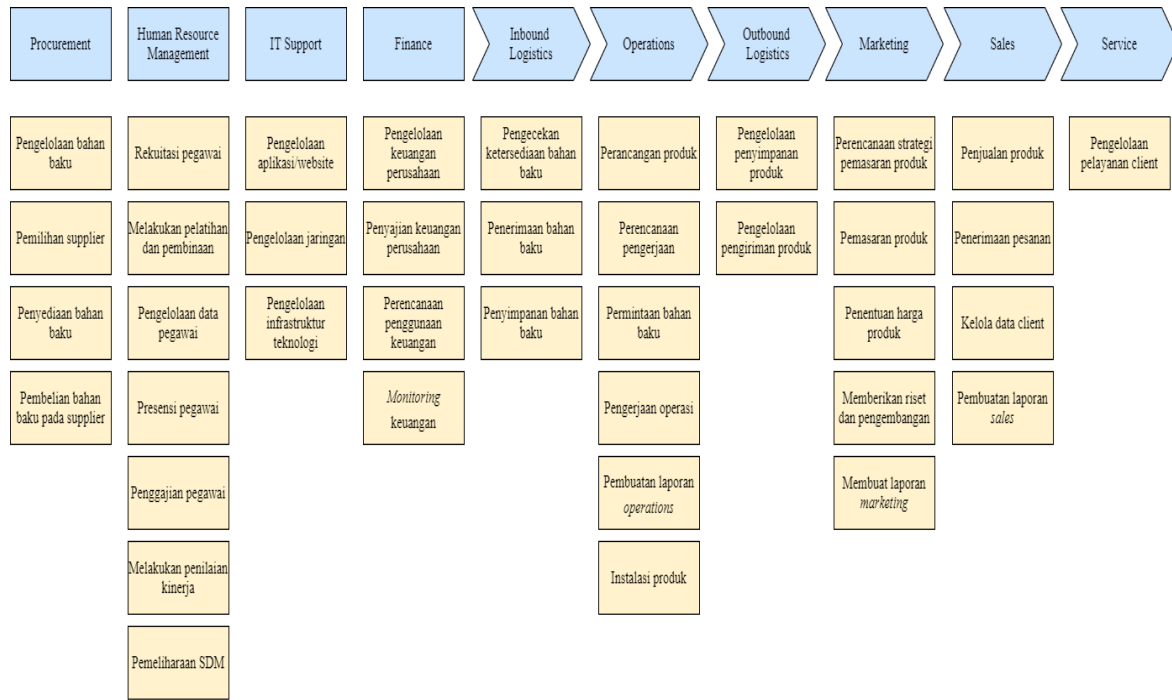 Procurement
Human Resource
Management
IT Support
Finance
Inbound
Logistics
Operations
Outbound
Logistics
Marketing
Sales
Service
Pengelolaan bahan
baku
Rekuitasi pegawai
Pengelolaan
aplikasi/website
Pengelolaan
keuangan
perusahaan
Pengecekan
ketersediaan bahan
baku
Perancangan produk
Pengelolaan
penyimpanan
produk
Perencanaan strategi
pemasaran produk
Penjualan produk
Pengelolaan
pelayanan client
Pemilihan supplier
Melakukan pelatihan
dan pembinaan
Pengelolaan jaringan
Penyajian keuangan
perusahaan
Penerimaan bahan
baku
Perencanaan
pengerjaan
Pengelolaan
pengiriman produk
Pemasaran produk
Penerimaan pesanan
Penyediaan bahan
baku
Pengelolaan data
pegawai
Pengelolaan
infrastruktur
teknologi
Perencanaan
penggunaan
keuangan
Penyimpanan bahan
baku
Permintaan bahan
baku
Penentuan harga
produk
Kelola data client
Pembelian bahan
baku pada supplier
Presensi pegawai
Monitoring
keuangan
Pengerjaan operasi
Memberikan riset
dan pengembangan
Pembuatan laporan
sales
Penggajian pegawai
Pembuatan laporan
operations
Membuat laporan
marketing
Melakukan penilaian
kinerja
Instalasi produk
Pemeliharaan SDM